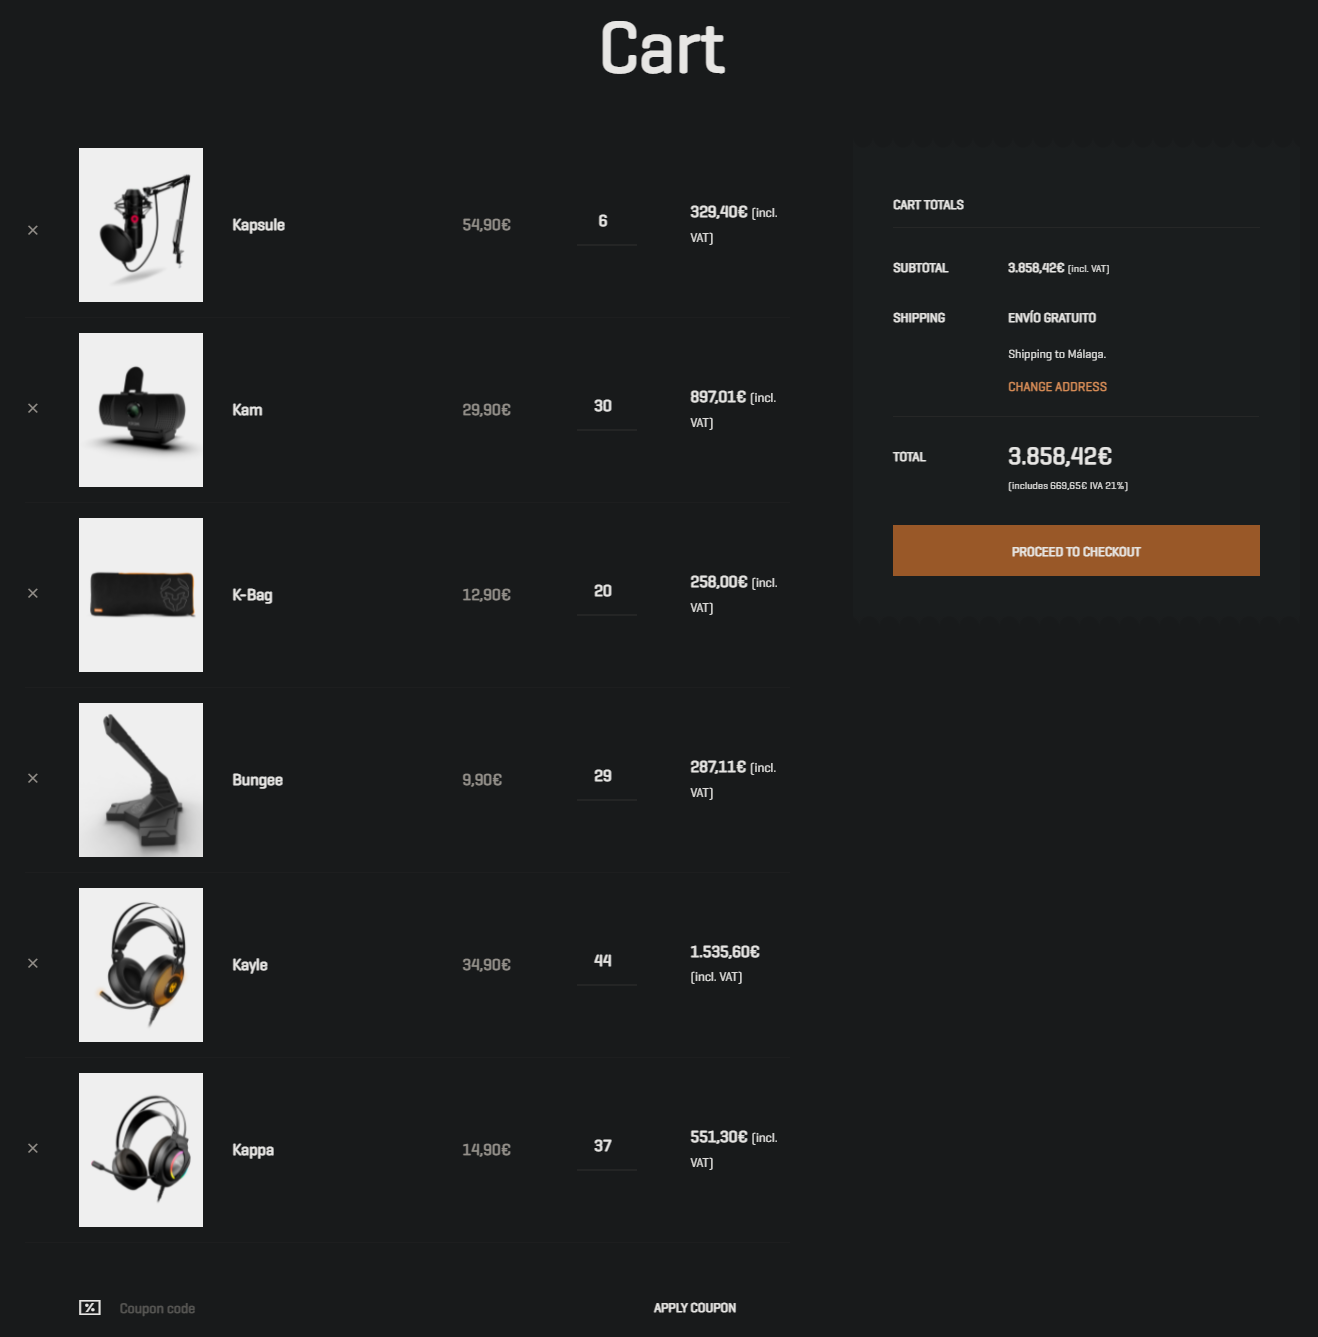 Cart
Kapsule 54,90€ 6 329,40€ (incl.
VAT)
Kam 29,90€ 30 897,01€ (incl.
VAT)
K-Bag 12,90€ 20 258,00€ (incl.
VAT)
Bungee 9,90€ 29 287,11€ (incl.
VAT)
Kayle 34,90€ 44 1.535,60€
(incl. VAT)
Kappa 14,90€ 37 551,30€ (incl.
VAT)
Coupon code APPLY COUPON
CART TOTALS
SUBTOTAL 3.858,42€ (incl. VAT)
SHIPPING ENVÍO GRATUITO
Shipping to Málaga.
CHANGE ADDRESS
TOTAL 3.858,42€
(includes 669,65€ IVA 21%)
PROCEED TO CHECKOUT